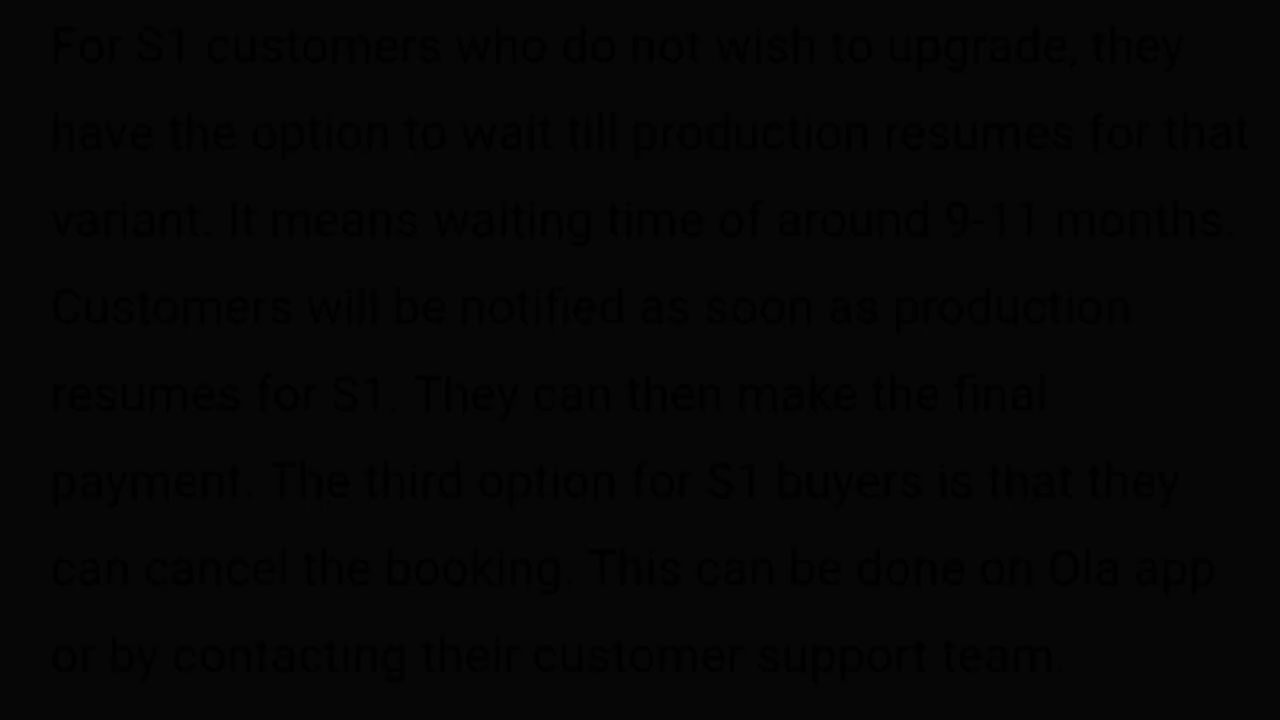 For S1 customers who do not wish to upgrade, they
have the option to wait till production resumes for that
variant. It means waiting time of around 9-11 months.
Customers will be notified as soon as production
resumes for S1. They can then make the final
payment. The third option for S1 buyers is that they
can cancel the booking. This can be done on Ola app
or by contacting their customer support team.